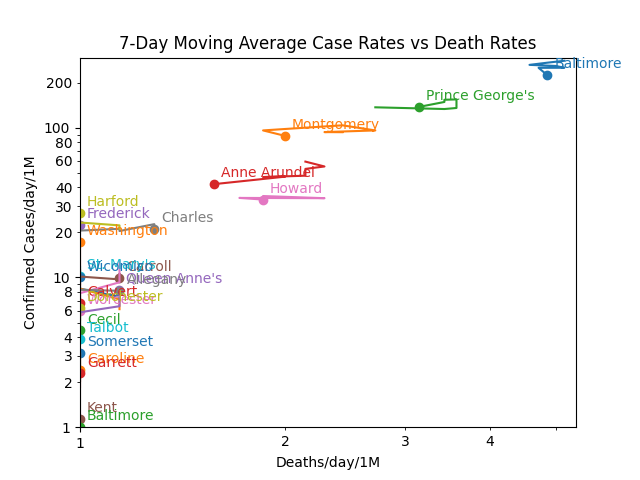 7-Day Moving Average Case Rates vs Death Rates
Confirmed Cases/day/1M
200
100
80
60
40
30
20
10
8
6
4
3
2
1
Baltimore
Prince George's
Montgomery
Anne Arundel
Howard
Harford
Frederick
Charles
Washington
St. Mary's
Wicomico
Carroll
Queen Anne's
Allegany
Calvert
Dorchester
Worcester
Cecil
Talbot
Somerset
Caroline
Garrett
Kent
Baltimore
1
2
3
4
Deaths/day/1M